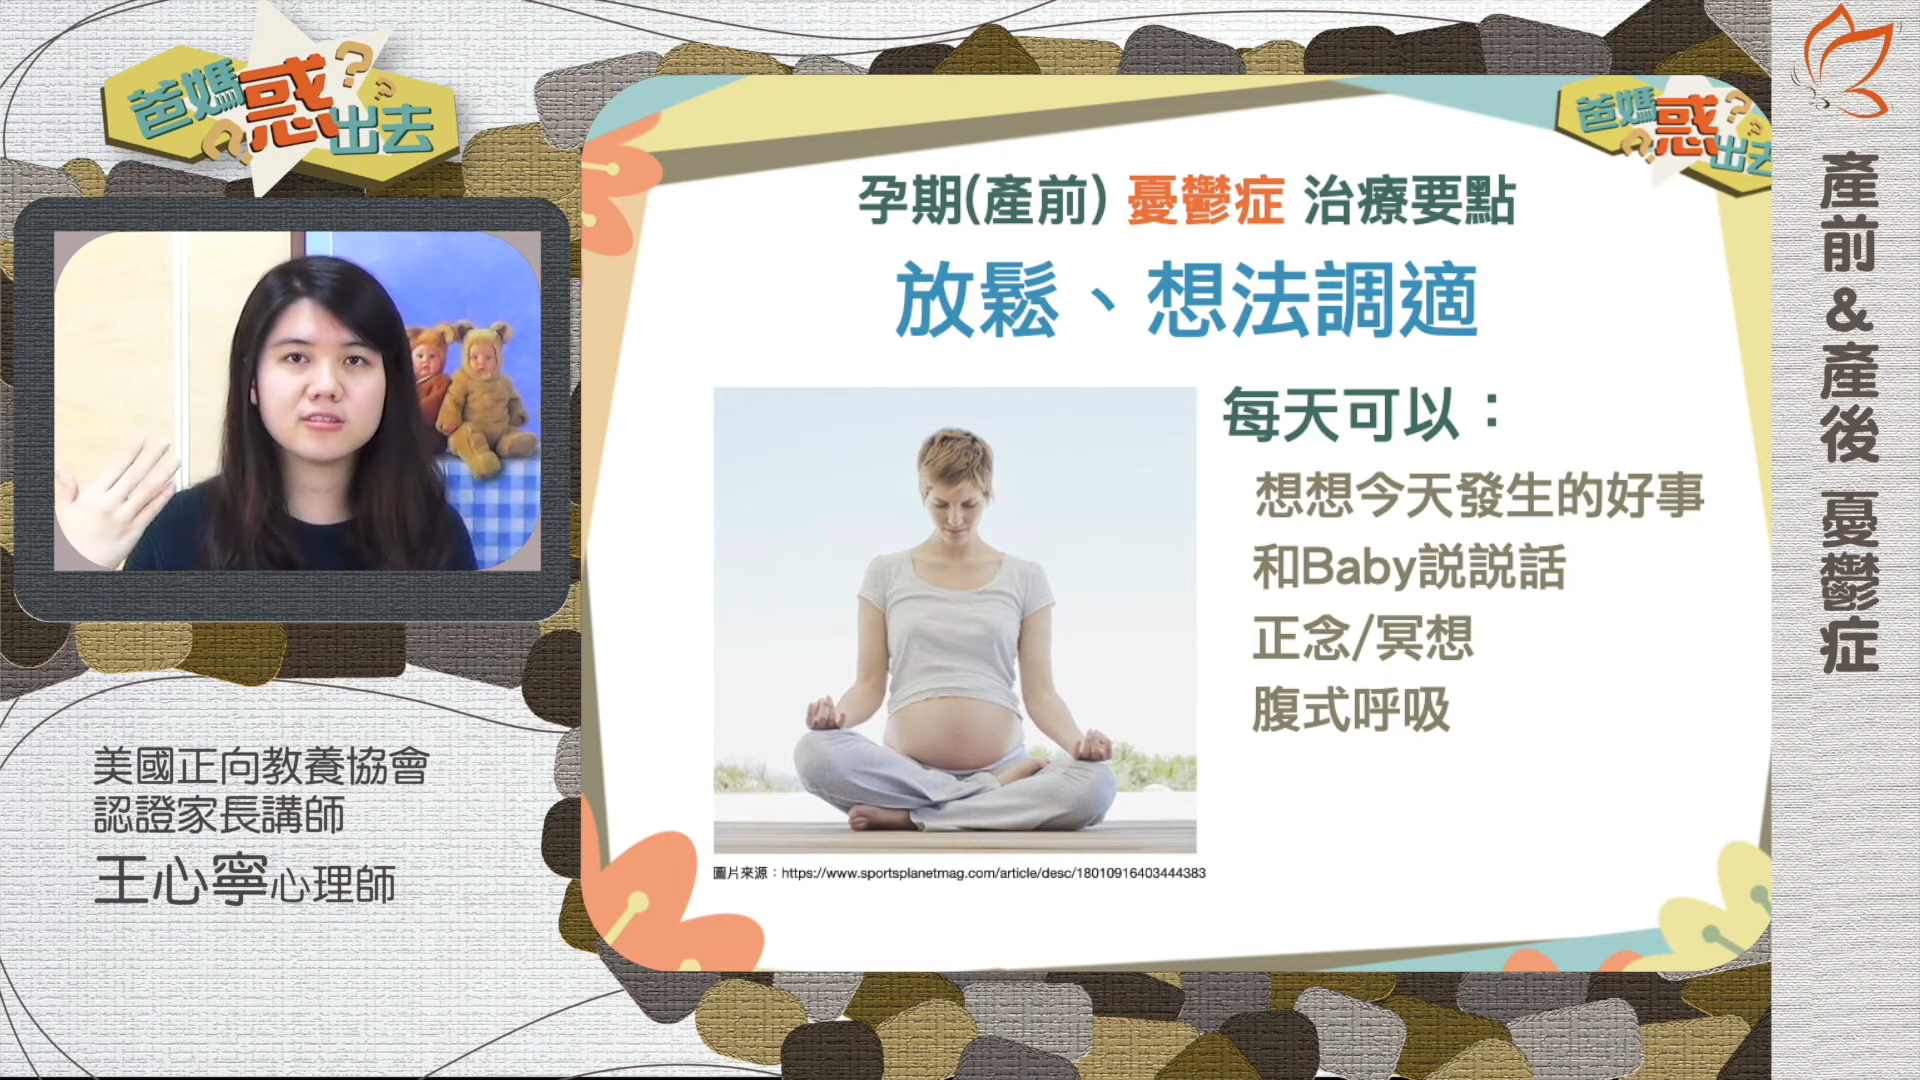 爸媽惑出去
美國正向教養協會
認證家長講師
王心寧心理師
爸媽惑出去
孕期(產前) 憂鬱症 治療要點
放鬆、想法調適
每天可以：
想想今天發生的好事
和Baby說說話
正念/冥想
腹式呼吸
圖片來源：https://www.sportsplanetmag.com/article/desc/18010916403444383
產前&產後 憂鬱症